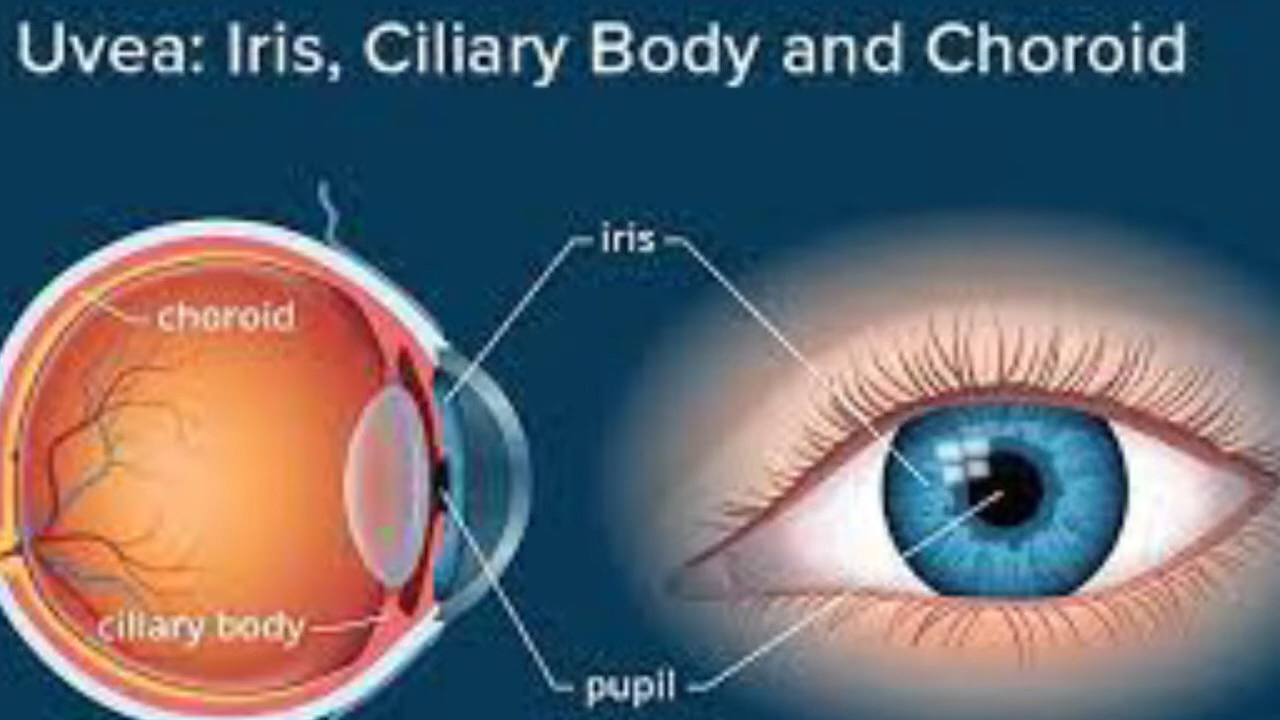 Uvea: Iris, Ciliary Body and Choroid
iris
choroid
ciliary body
pupil